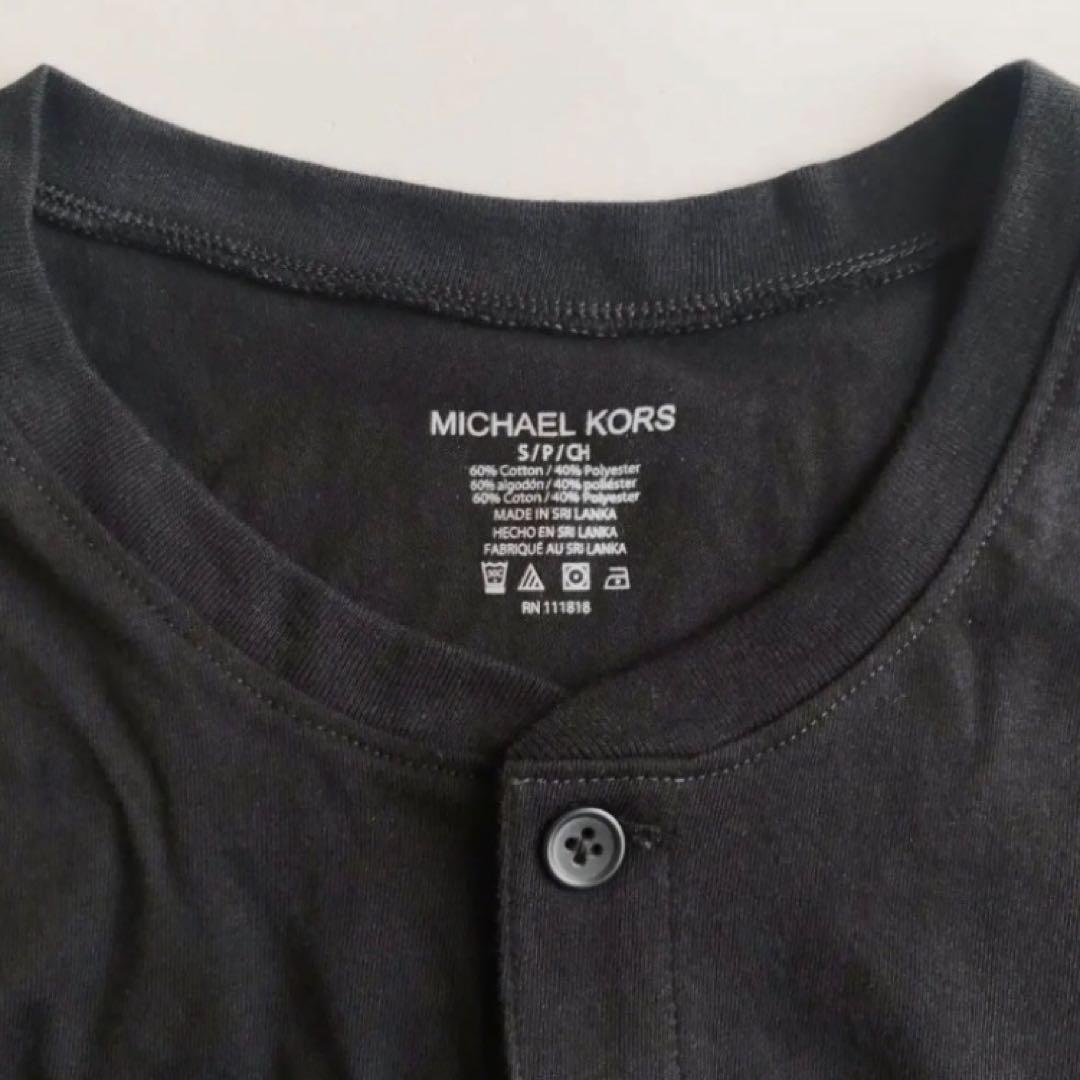 MICHAEL KORS
S/P/CH
60% Cotton / 40% Polyester
60% algodón / 40% poliéster
60% Coton / 40% Polyester
MADE IN SRI LANKA
HECHO EN SRI LANKA
FABRIQUÉ AU SRI LANKA
RN 111818